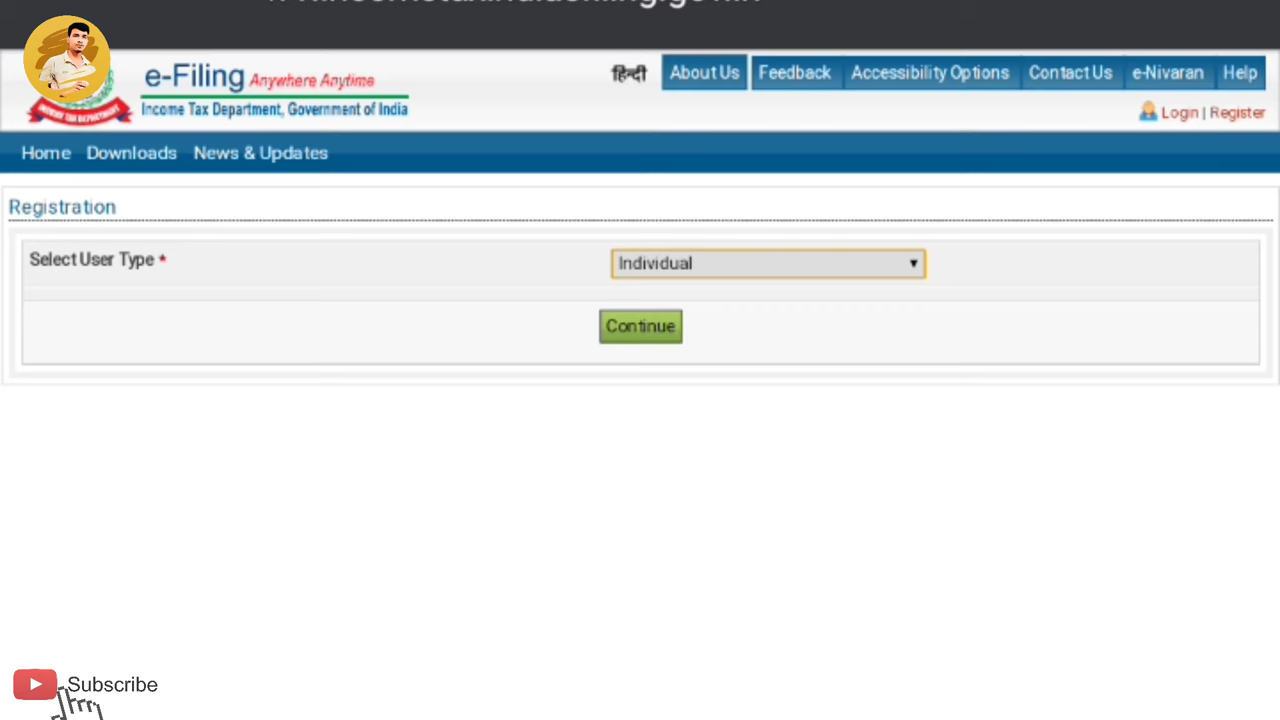 e-Filing Anywhere Anytime
Income Tax Department, Government of India
हिन्दी About Us Feedback Accessibility Options Contact Us e-Nivaran Help
Login | Register
Home Downloads News & Updates
Registration
Select User Type *
Individual
Continue
Subscribe